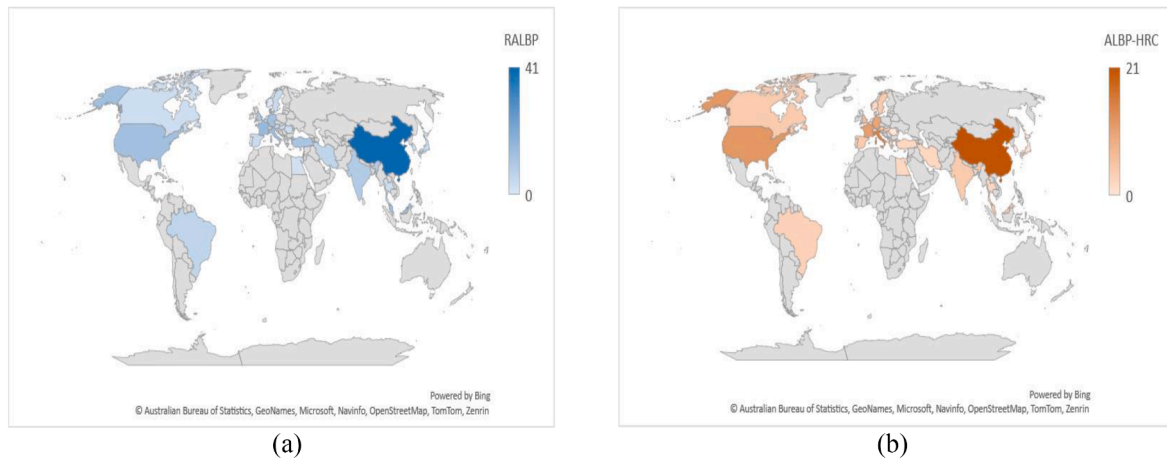 RALBP
41
0
Powered by Bing
© Australian Bureau of Statistics, GeoNames, Microsoft, Navinfo, OpenStreetMap, TomTom, Zenrin
(a)
ALBP-HRC
21
0
Powered by Bing
© Australian Bureau of Statistics, GeoNames, Microsoft, Navinfo, OpenStreetMap, TomTom, Zenrin
(b)